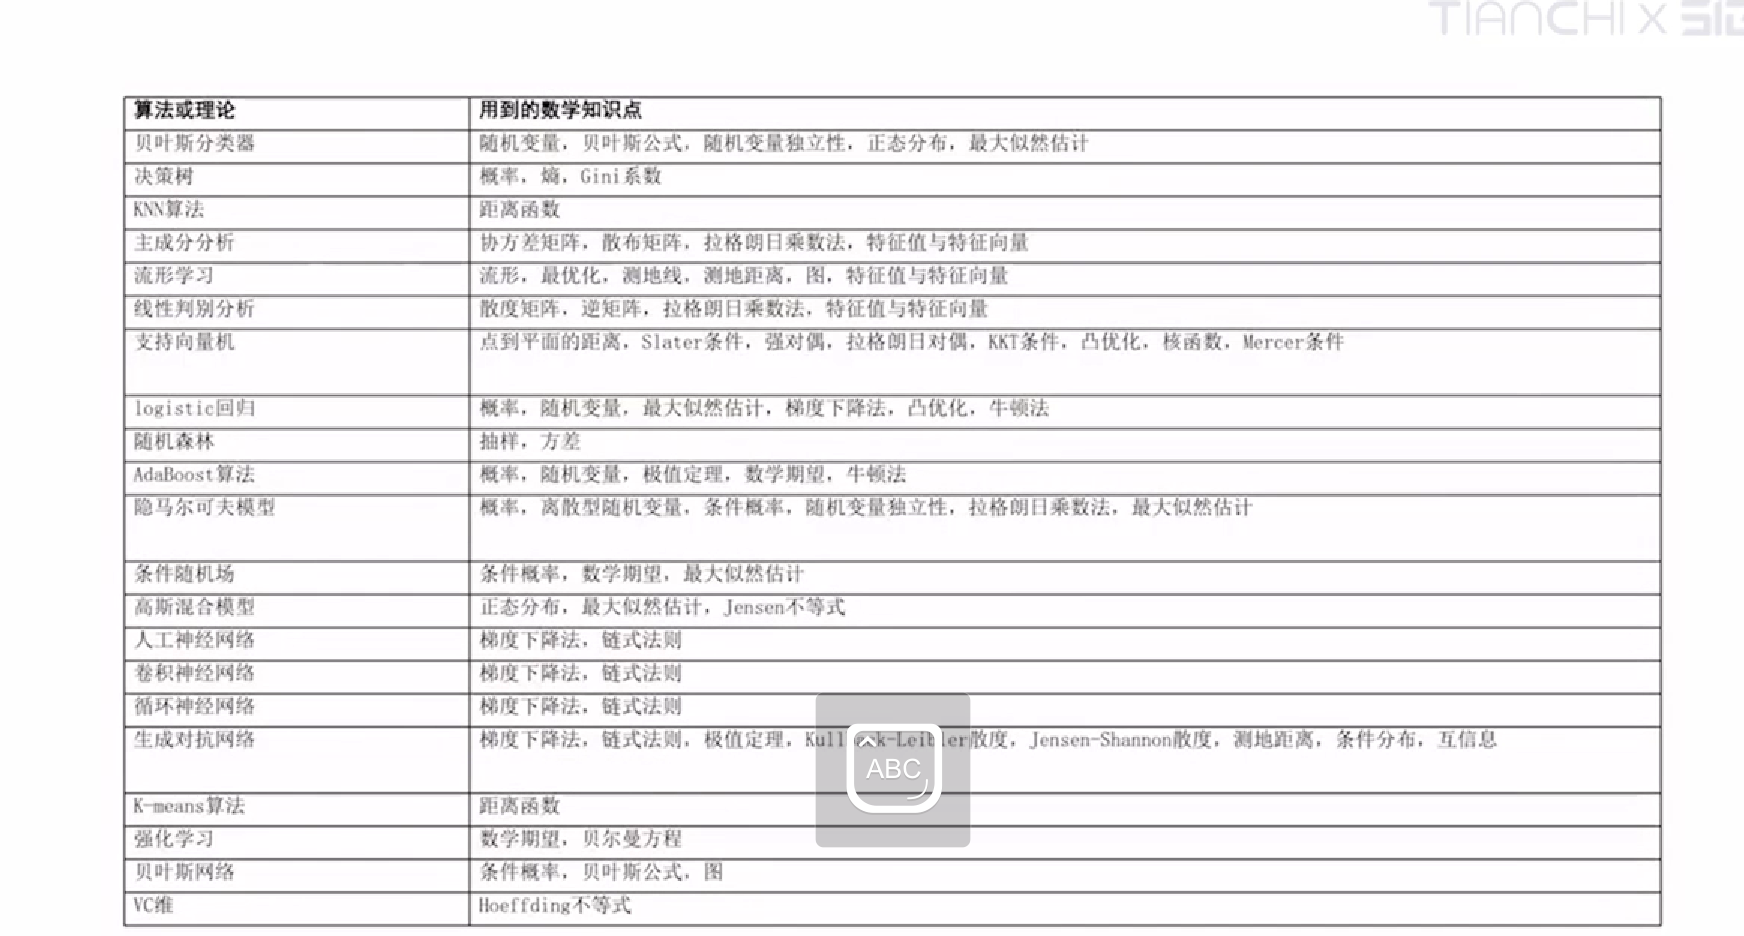 TIANCHI X
算法或理论 用到的数学知识点
贝叶斯分类器 随机变量，贝叶斯公式，随机变量独立性，正态分布，最大似然估计
决策树 概率，熵，Gini系数
KNN算法 距离函数
主成分分析 协方差矩阵，散布矩阵，拉格朗日乘数法，特征值与特征向量
流形学习 流形，最优化，测地线，测地距离，图，特征值与特征向量
线性判别分析 散度矩阵，逆矩阵，拉格朗日乘数法，特征值与特征向量
支持向量机 点到平面的距离，Slater条件，强对偶，拉格朗日对偶，KKT条件，凸优化，核函数，Mercer条件
logistic回归 概率，随机变量，最大似然估计，梯度下降法，凸优化，牛顿法
随机森林 抽样，方差
AdaBoost算法 概率，随机变量，极值定理，数学期望，牛顿法
隐马尔可夫模型 概率，离散型随机变量，条件概率，随机变量独立性，拉格朗日乘数法，最大似然估计
条件随机场 条件概率，数学期望，最大似然估计
高斯混合模型 正态分布，最大似然估计，Jensen不等式
人工神经网络 梯度下降法，链式法则
卷积神经网络 梯度下降法，链式法则
循环神经网络 梯度下降法，链式法则
生成对抗网络 梯度下降法，链式法则，极值定理，Kullback-Leibler散度，Jensen-Shannon散度，测地距离，条件分布，互信息
ABC
K-means算法 距离函数
强化学习 数学期望，贝尔曼方程
贝叶斯网络 条件概率，贝叶斯公式，图
VC维 Hoeffding不等式